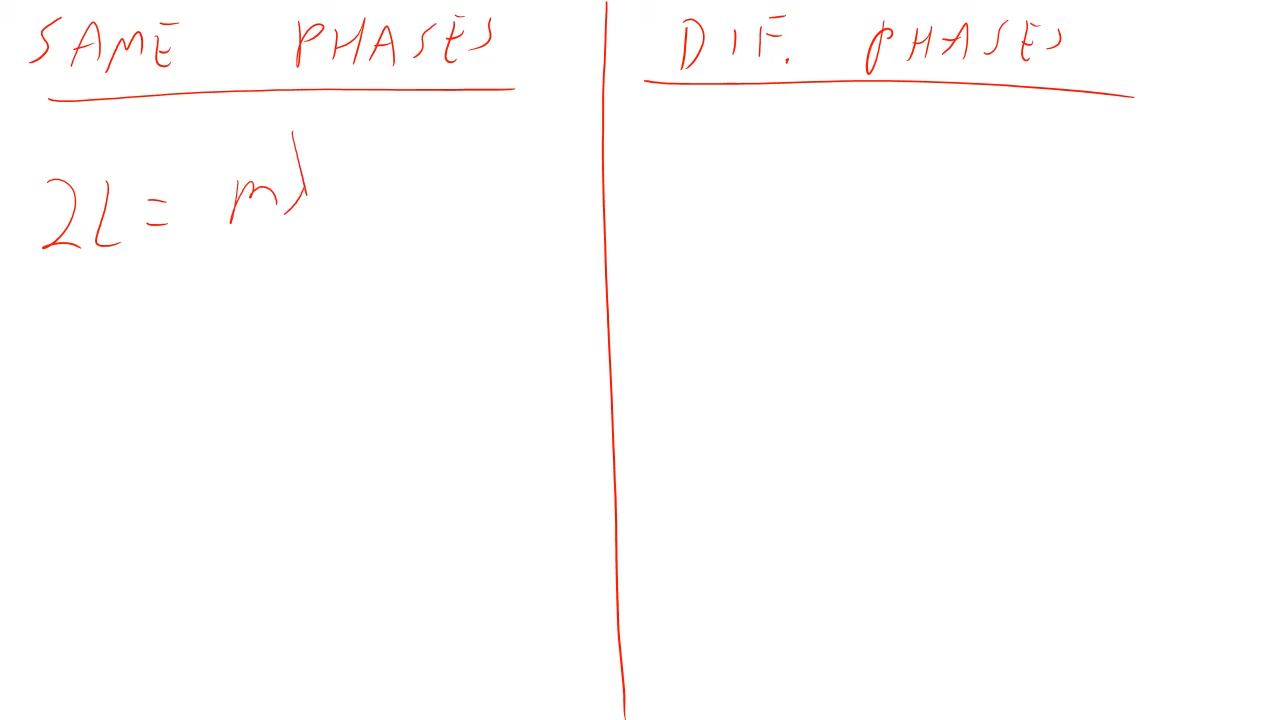 SAME PHASES
DIF. PHASES
2L = mλ